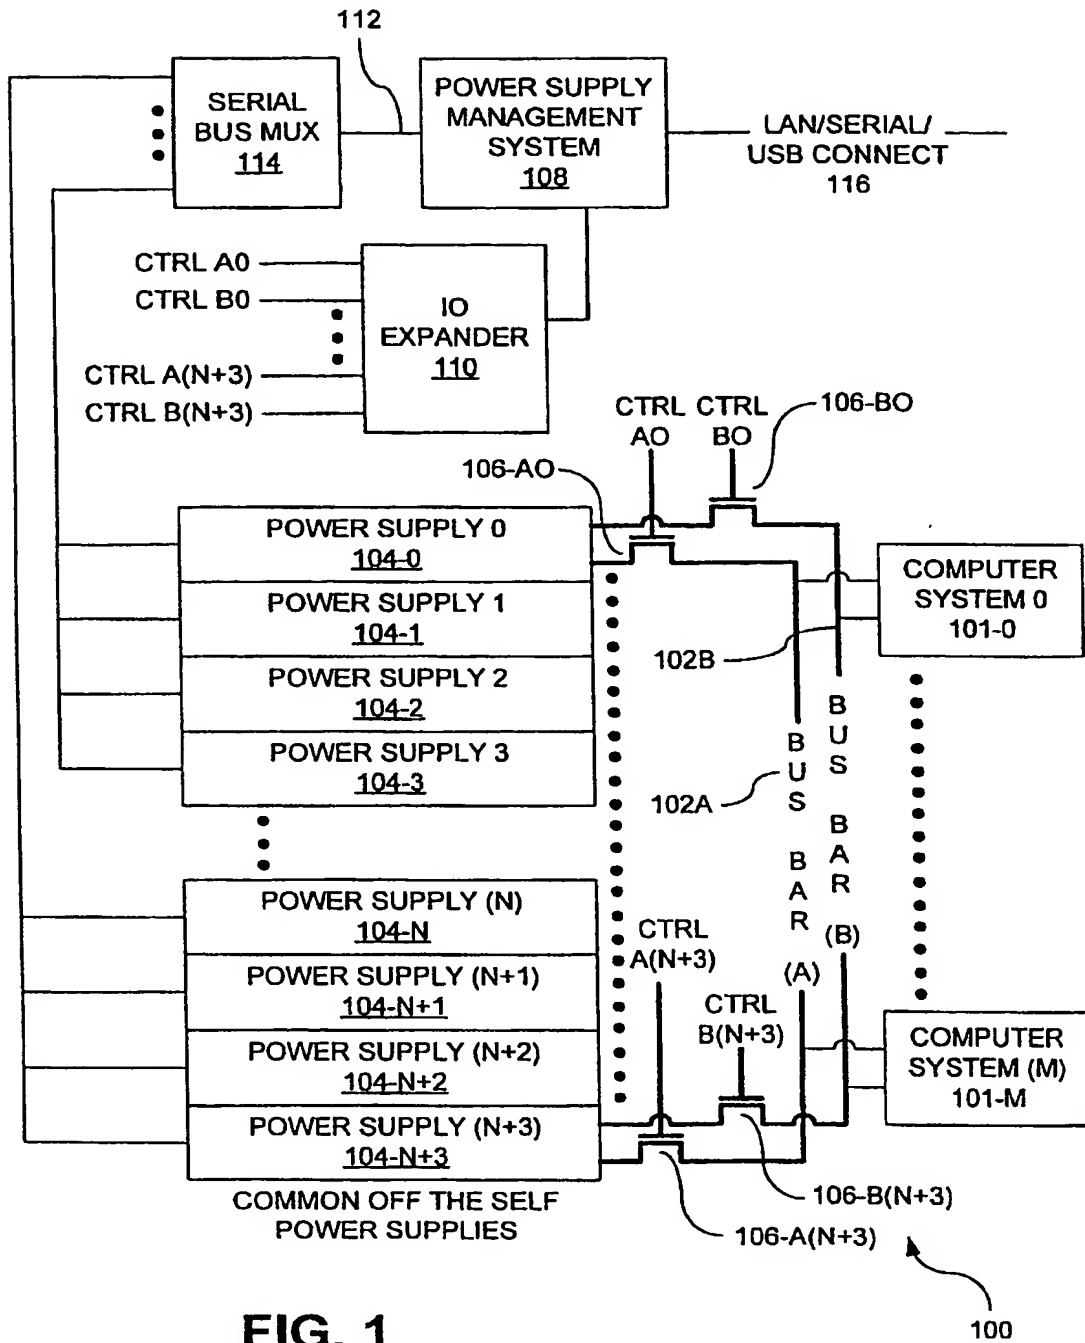 112
SERIAL
BUS MUX
114
POWER SUPPLY
MANAGEMENT
SYSTEM
108
LAN/SERIAL/
USB CONNECT
116
CTRL A0
CTRL B0
CTRL A(N+3)
CTRL B(N+3)
IO
EXPANDER
110
CTRL
AO
CTRL
BO
106-BO
106-AO
POWER SUPPLY 0
104-0
POWER SUPPLY 1
104-1
POWER SUPPLY 2
104-2
POWER SUPPLY 3
104-3
COMPUTER
SYSTEM 0
101-0
102B
102A
BUS BAR (A)
BUS BAR (B)
POWER SUPPLY (N)
104-N
POWER SUPPLY (N+1)
104-N+1
POWER SUPPLY (N+2)
104-N+2
POWER SUPPLY (N+3)
104-N+3
CTRL
A(N+3)
CTRL
B(N+3)
COMPUTER
SYSTEM (M)
101-M
COMMON OFF THE SELF
POWER SUPPLIES
106-B(N+3)
106-A(N+3)
100
FIG. 1